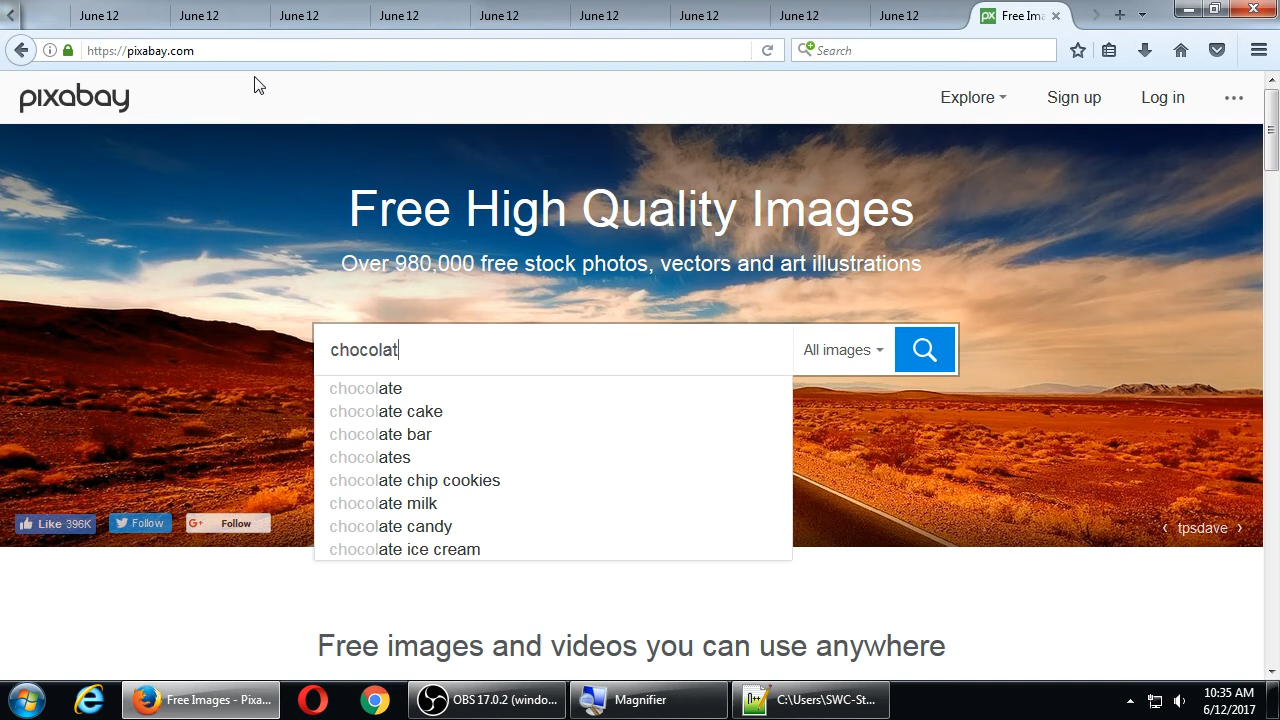 June 12 June 12 June 12 June 12 June 12 June 12 June 12 June 12 June 12 Free Im
https://pixabay.com Search
pixabay Explore Sign up Log in
Free High Quality Images
Over 980,000 free stock photos, vectors and art illustrations
chocolat All images
chocolate
chocolate cake
chocolate bar
chocolates
chocolate chip cookies
chocolate milk
chocolate candy
chocolate ice cream
Like 396K Follow G+ Follow ‹ tpsdave ›
Free images and videos you can use anywhere
Free Images - Pixa... OBS 17.0.2 (windo... Magnifier C:\Users\SWC-St... 10:35 AM
6/12/2017